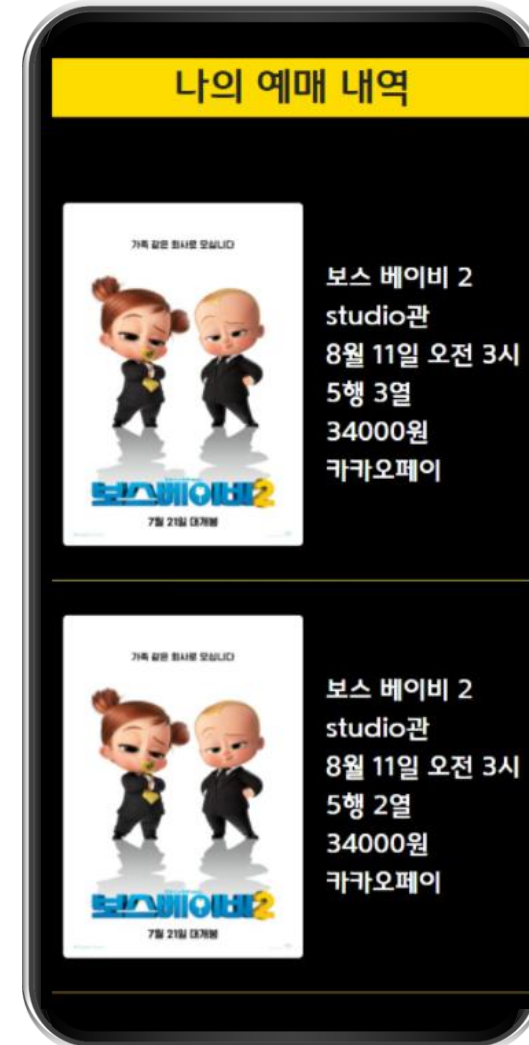 나의 예매 내역
가족 같은 회사로 모십니다
보스베이비2
7월 21일 대개봉
보스 베이비 2
studio관
8월 11일 오전 3시
5행 3열
34000원
카카오페이
가족 같은 회사로 모십니다
보스베이비2
7월 21일 대개봉
보스 베이비 2
studio관
8월 11일 오전 3시
5행 2열
34000원
카카오페이